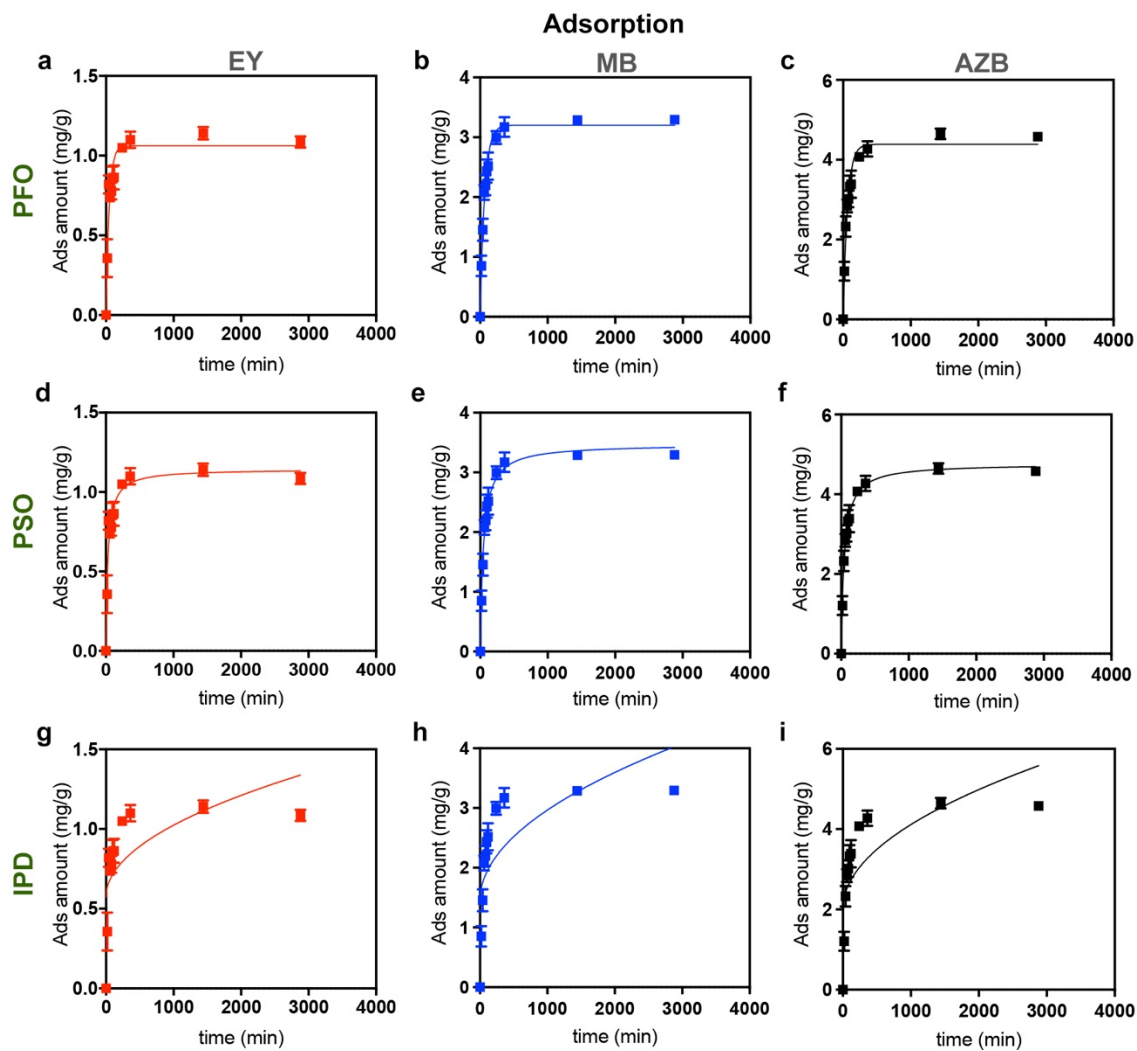 Adsorption
EY
MB
AZB
PFO
a
Ads amount (mg/g)
1.5
1.0
0.5
0.0
0 1000 2000 3000 4000
time (min)
b
Ads amount (mg/g)
4
3
2
1
0
0 1000 2000 3000 4000
time (min)
c
Ads amount (mg/g)
6
4
2
0
0 1000 2000 3000 4000
time (min)
PSO
d
Ads amount (mg/g)
1.5
1.0
0.5
0.0
0 1000 2000 3000 4000
time (min)
e
Ads amount (mg/g)
4
3
2
1
0
0 1000 2000 3000 4000
time (min)
f
Ads amount (mg/g)
6
4
2
0
0 1000 2000 3000 4000
time (min)
IPD
g
Ads amount (mg/g)
1.5
1.0
0.5
0.0
0 1000 2000 3000 4000
time (min)
h
Ads amount (mg/g)
4
3
2
1
0
0 1000 2000 3000 4000
time (min)
i
Ads amount (mg/g)
6
4
2
0
0 1000 2000 3000 4000
time (min)